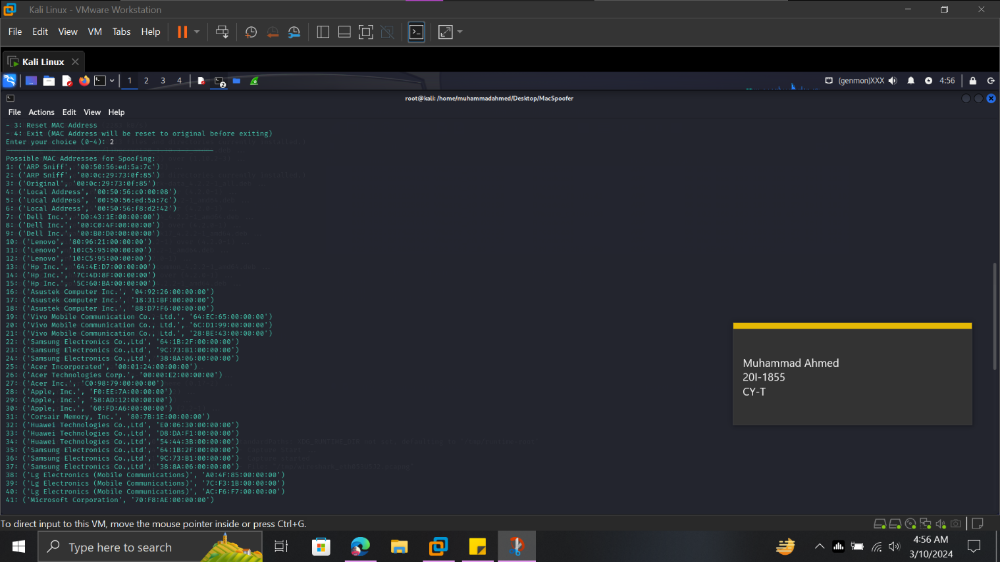 Kali Linux - VMware Workstation
File Edit View VM Tabs Help
Kali Linux
1 2 3 4
2
(genmon)XXX
4:56
root@kali: /home/muhammadahmed/Desktop/MacSpoofer
File Actions Edit View Help
- 3: Reset MAC Address
- 4: Exit (MAC Address will be reset to original before exiting)
Enter your choice (0-4): 2
Possible MAC Addresses for Spoofing:
1: ('ARP Sniff', '00:50:56:ed:5a:7c')
2: ('ARP Sniff', '00:0c:29:73:0f:85')
3: ('Original', '00:0c:29:73:0f:85')
4: ('Local Address', '00:50:56:c0:00:08')
5: ('Local Address', '00:50:56:ed:5a:7c')
6: ('Local Address', '00:50:56:f8:d2:42')
7: ('Dell Inc.', 'D0:43:1E:00:00:00')
8: ('Dell Inc.', '00:C0:4F:00:00:00')
9: ('Dell Inc.', '00:B0:D0:00:00:00')
10: ('Lenovo', '80:96:21:00:00:00')
11: ('Lenovo', '10:C5:95:00:00:00')
12: ('Lenovo', '10:C5:95:00:00:00')
13: ('Hp Inc.', '64:4E:D7:00:00:00')
14: ('Hp Inc.', '7C:4D:8F:00:00:00')
15: ('Hp Inc.', '5C:60:BA:00:00:00')
16: ('Asustek Computer Inc.', '04:92:26:00:00:00')
17: ('Asustek Computer Inc.', '18:31:BF:00:00:00')
18: ('Asustek Computer Inc.', '88:D7:F6:00:00:00')
19: ('Vivo Mobile Communication Co., Ltd.', '64:EC:65:00:00:00')
20: ('Vivo Mobile Communication Co., Ltd.', '6C:D1:99:00:00:00')
21: ('Vivo Mobile Communication Co., Ltd.', '28:BE:43:00:00:00')
22: ('Samsung Electronics Co.,Ltd', '64:1B:2F:00:00:00')
23: ('Samsung Electronics Co.,Ltd', '9C:73:B1:00:00:00')
24: ('Samsung Electronics Co.,Ltd', '38:8A:06:00:00:00')
25: ('Acer Incorporated', '00:01:24:00:00:00')
26: ('Acer Technologies Corp.', '00:00:E2:00:00:00')
27: ('Acer Inc.', 'C0:98:79:00:00:00')
28: ('Apple, Inc.', 'F0:EE:7A:00:00:00')
29: ('Apple, Inc.', '58:AD:12:00:00:00')
30: ('Apple, Inc.', '60:FD:A6:00:00:00')
31: ('Corsair Memory, Inc.', '80:7B:1E:00:00:00')
32: ('Huawei Technologies Co.,Ltd', 'E0:06:30:00:00:00')
33: ('Huawei Technologies Co.,Ltd', 'D8:DA:F1:00:00:00')
34: ('Huawei Technologies Co.,Ltd', '54:44:3B:00:00:00')
35: ('Samsung Electronics Co.,Ltd', '64:1B:2F:00:00:00')
36: ('Samsung Electronics Co.,Ltd', '9C:73:B1:00:00:00')
37: ('Samsung Electronics Co.,Ltd', '38:8A:06:00:00:00')
38: ('Lg Electronics (Mobile Communications)', 'A0:4F:85:00:00:00')
39: ('Lg Electronics (Mobile Communications)', '7C:F3:1B:00:00:00')
40: ('Lg Electronics (Mobile Communications)', 'AC:F6:F7:00:00:00')
41: ('Microsoft Corporation', '70:F8:AE:00:00:00')
Muhammad Ahmed
20I-1855
CY-T
To direct input to this VM, move the mouse pointer inside or press Ctrl+G.
Type here to search
4:56 AM
3/10/2024